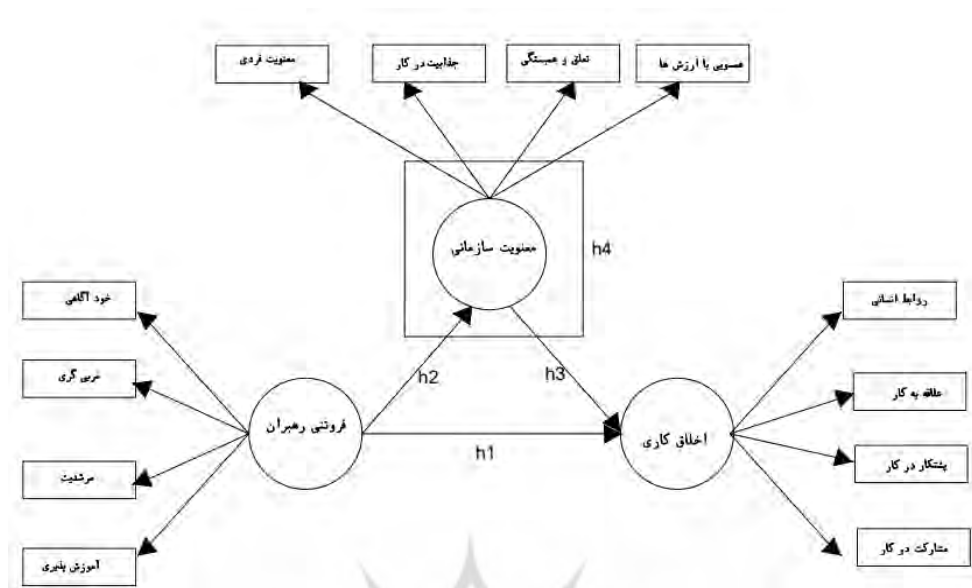 همسویی با ارزش ها
تعلق و همبستگی
جذابیت در کار
معنویت فردی
معنویت سازمانی
h4
روابط انسانی
خود آگاهی
h3
h2
علاقه به کار
مربی گری
اخلاق کاری
فروتنی رهبران
h1
پشتکار در کار
مرشدیت
مشارکت در کار
آموزش پذیری